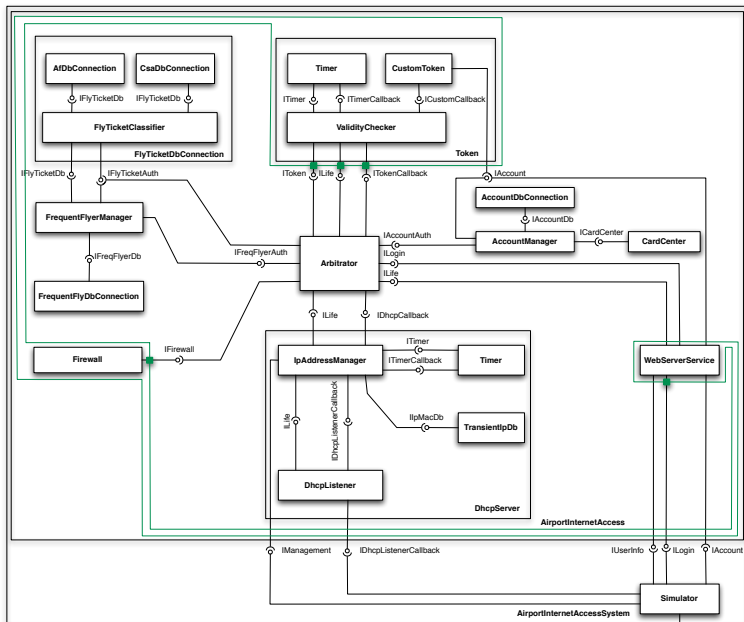 AfDbConnection
CsaDbConnection
Timer
CustomToken
IFlyTicketDb
IFlyTicketDb
ITimer
ITimerCallback
ICustomCallback
FlyTicketClassifier
ValidityChecker
FlyTicketDbConnection
Token
IFlyTicketDb
IFlyTicketAuth
IToken
ILife
ITokenCallback
IAccount
AccountDbConnection
FrequentFlyerManager
IAccountDb
IAccountAuth
ICardCenter
AccountManager
CardCenter
IFreqFlyerDb
IFreqFlyerAuth
Arbitrator
ILogin
ILife
FrequentFlyDbConnection
ILife
IDhcpCallback
IFirewall
Firewall
ITimer
IpAddressManager
ITimerCallback
Timer
WebServerService
ILife
IDhcpListenerCallback
IIpMacDb
TransientIpDb
DhcpListener
DhcpServer
AirportInternetAccess
IManagement
IDhcpListenerCallback
IUserInfo
ILogin
IAccount
Simulator
AirportInternetAccessSystem